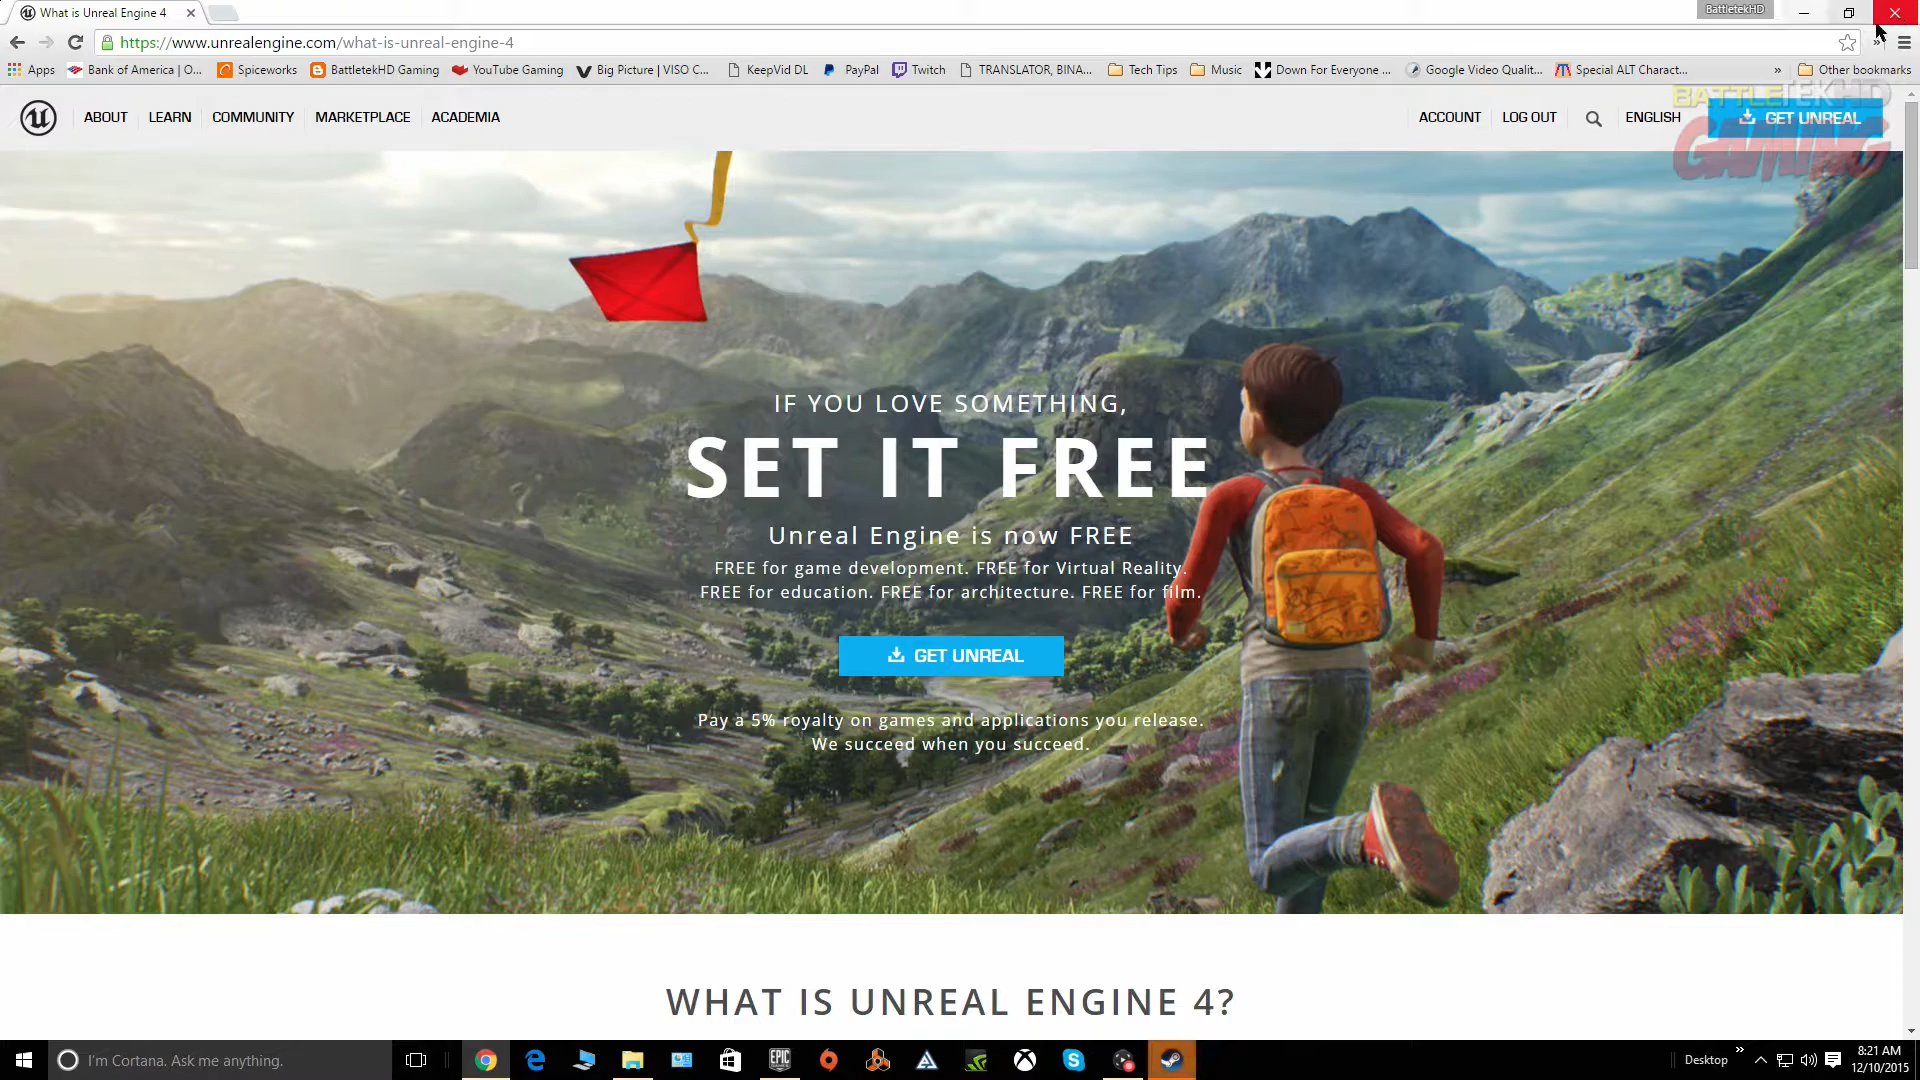 What is Unreal Engine 4
BattletekHD
https://www.unrealengine.com/what-is-unreal-engine-4
Apps
Bank of America | O...
Spiceworks
BattletekHD Gaming
YouTube Gaming
Big Picture | VISO C...
KeepVid DL
PayPal
Twitch
TRANSLATOR, BINA...
Tech Tips
Music
Down For Everyone ...
Google Video Qualit...
Special ALT Charact...
Other bookmarks
BATTLETEKHD
GAMING
ABOUT
LEARN
COMMUNITY
MARKETPLACE
ACADEMIA
ACCOUNT
LOG OUT
ENGLISH
GET UNREAL
IF YOU LOVE SOMETHING,
SET IT FREE
Unreal Engine is now FREE
FREE for game development. FREE for Virtual Reality.
FREE for education. FREE for architecture. FREE for film.
GET UNREAL
Pay a 5% royalty on games and applications you release.
We succeed when you succeed.
WHAT IS UNREAL ENGINE 4?
I'm Cortana. Ask me anything.
EPIC
GAMES
Desktop
8:21 AM
12/10/2015